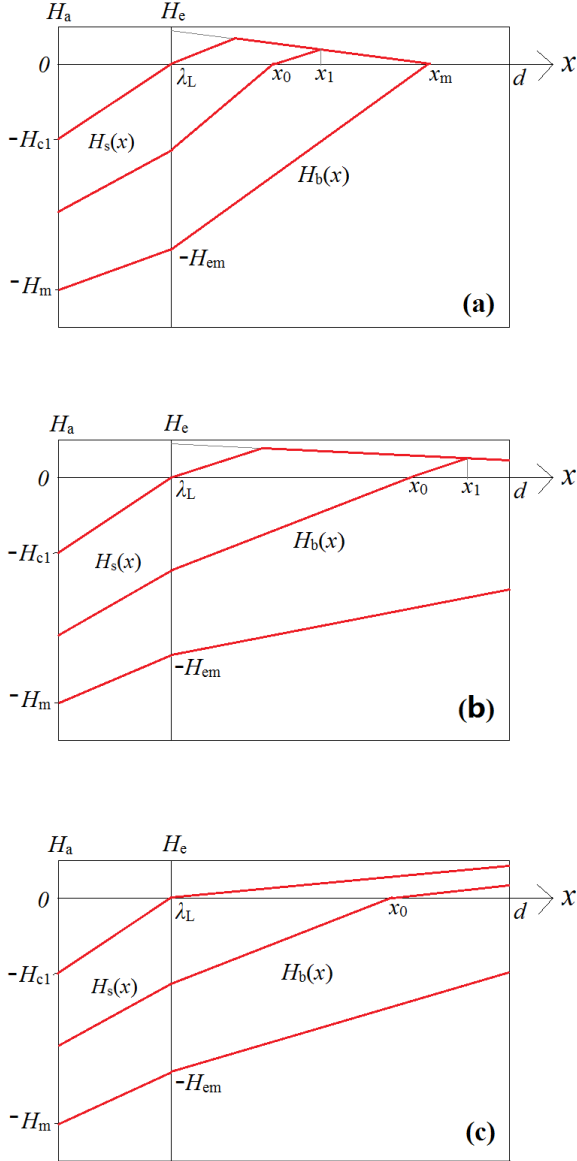 Ha He
0 λL x0 x1 xm d x
-Hc1 Hs(x)
Hb(x)
-Hem
-Hm
(a)
Ha He
0 λL x0 x1 d x
-Hc1 Hs(x) Hb(x)
-Hem
-Hm
(b)
Ha He
0 λL x0 d x
-Hc1 Hs(x) Hb(x)
-Hem
-Hm
(c)